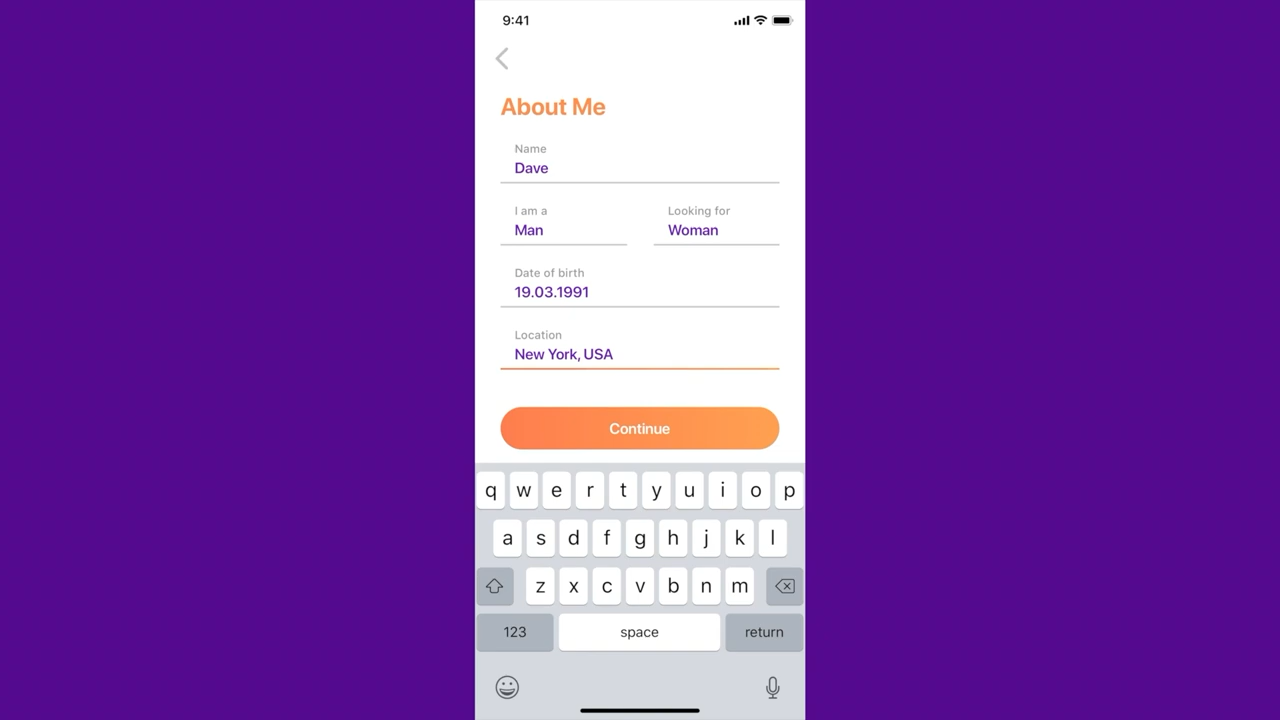 9:41
About Me
Name
Dave
I am a
Looking for
Man
Woman
Date of birth
19.03.1991
Location
New York, USA
Continue
q w e r t y u i o p
a s d f g h j k l
z x c v b n m
123 space return